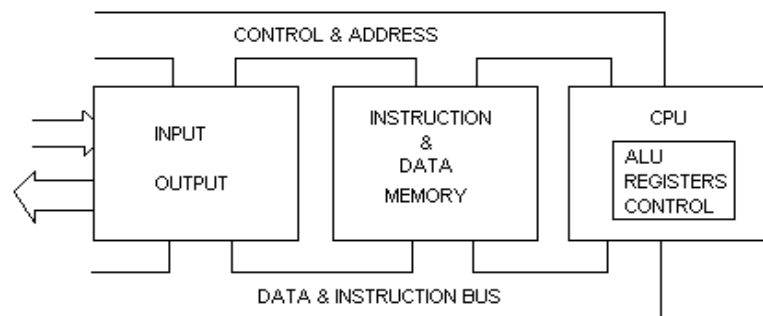 CONTROL & ADDRESS
INPUT
OUTPUT
INSTRUCTION
&
DATA
MEMORY
CPU
ALU
REGISTERS
CONTROL
DATA & INSTRUCTION BUS